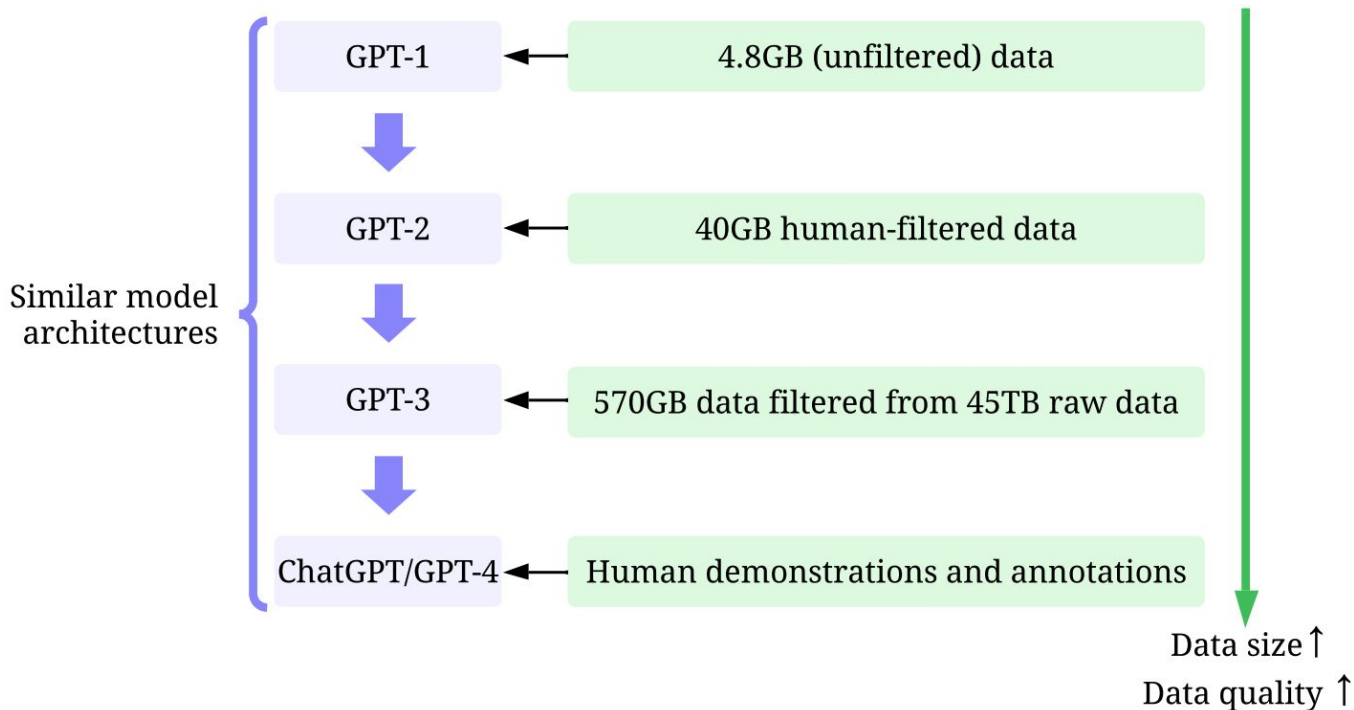 GPT-1
4.8GB (unfiltered) data
GPT-2
40GB human-filtered data
Similar model
architectures
GPT-3
570GB data filtered from 45TB raw data
ChatGPT/GPT-4
Human demonstrations and annotations
Data size↑
Data quality ↑